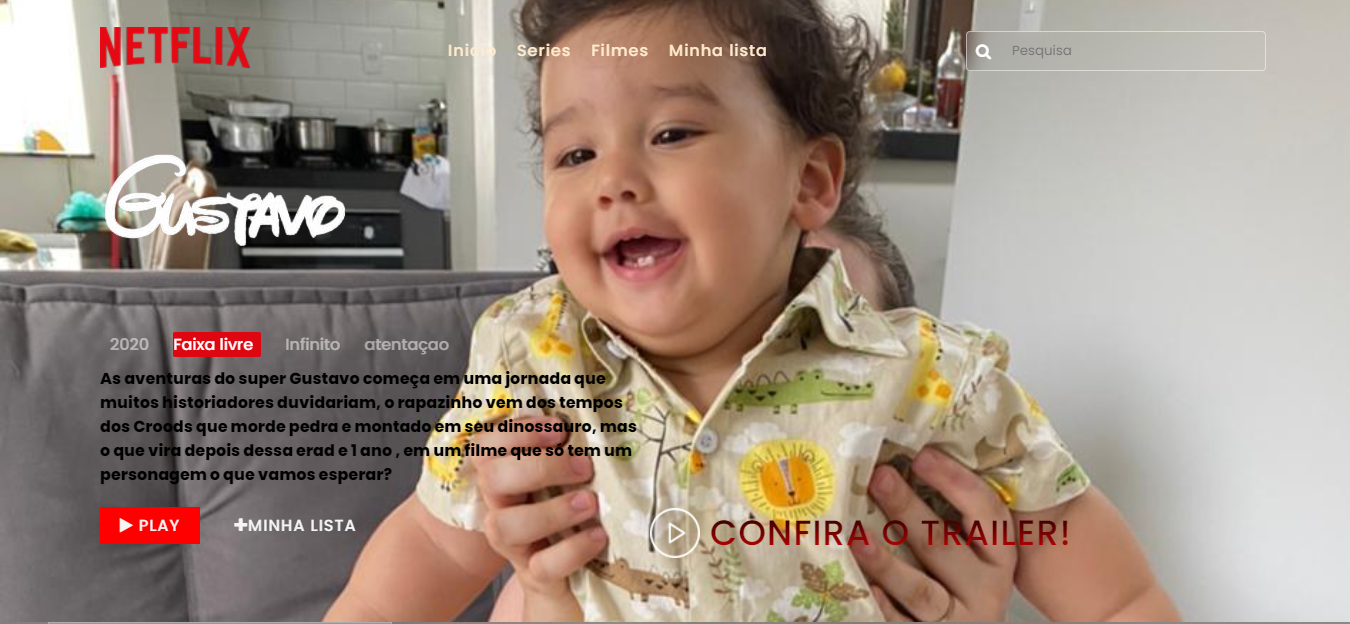 NETFLIX
Inicio
Series
Filmes
Minha lista
Pesquisa
GUSTAVO
2020
Faixa livre
Infinito
atentaçao
As aventuras do super Gustavo começa em uma jornada que
muitos historiadores duvidariam, o rapazinho vem dos tempos
dos Croods que morde pedra e montado em seu dinossauro, mas
o que vira depois dessa erad e 1 ano , em um filme que só tem um
personagem o que vamos esperar?
PLAY
MINHA LISTA
CONFIRA O TRAILER!